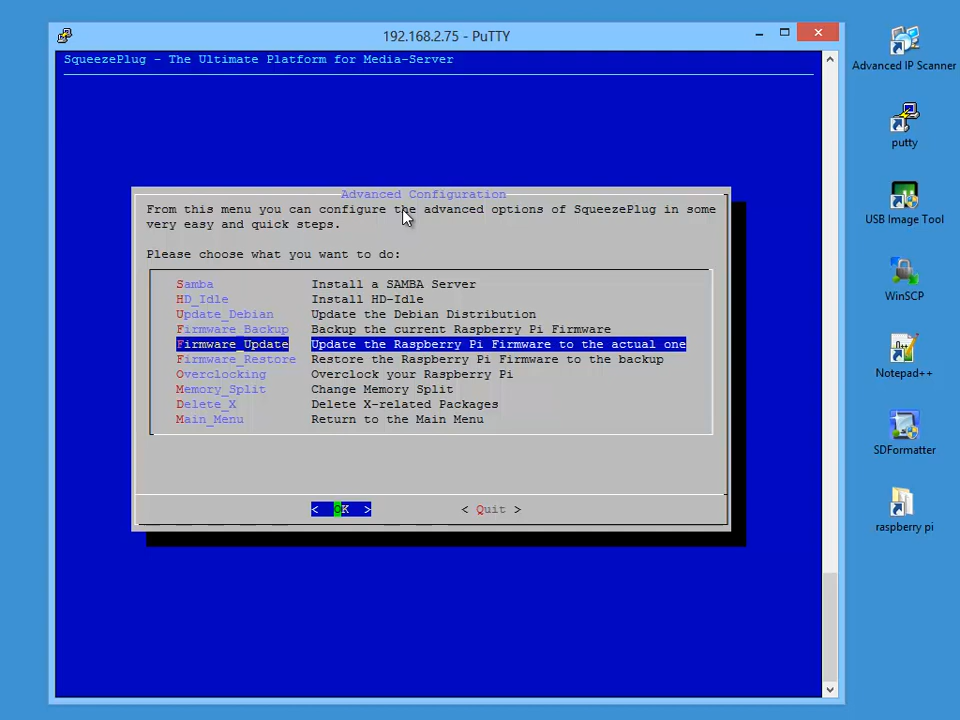 192.168.2.75 - PuTTY
SqueezePlug - The Ultimate Platform for Media-Server
Advanced Configuration
From this menu you can configure the advanced options of SqueezePlug in some
very easy and quick steps.
Please choose what you want to do:
Samba Install a SAMBA Server
HD_Idle Install HD-Idle
Update_Debian Update the Debian Distribution
Firmware_Backup Backup the current Raspberry Pi Firmware
Firmware_Update Update the Raspberry Pi Firmware to the actual one
Firmware_Restore Restore the Raspberry Pi Firmware to the backup
Overclocking Overclock your Raspberry Pi
Memory_Split Change Memory Split
Delete_X Delete X-related Packages
Main_Menu Return to the Main Menu
< OK > < Quit >
Advanced IP Scanner
putty
USB Image Tool
WinSCP
Notepad++
SDFormatter
raspberry pi